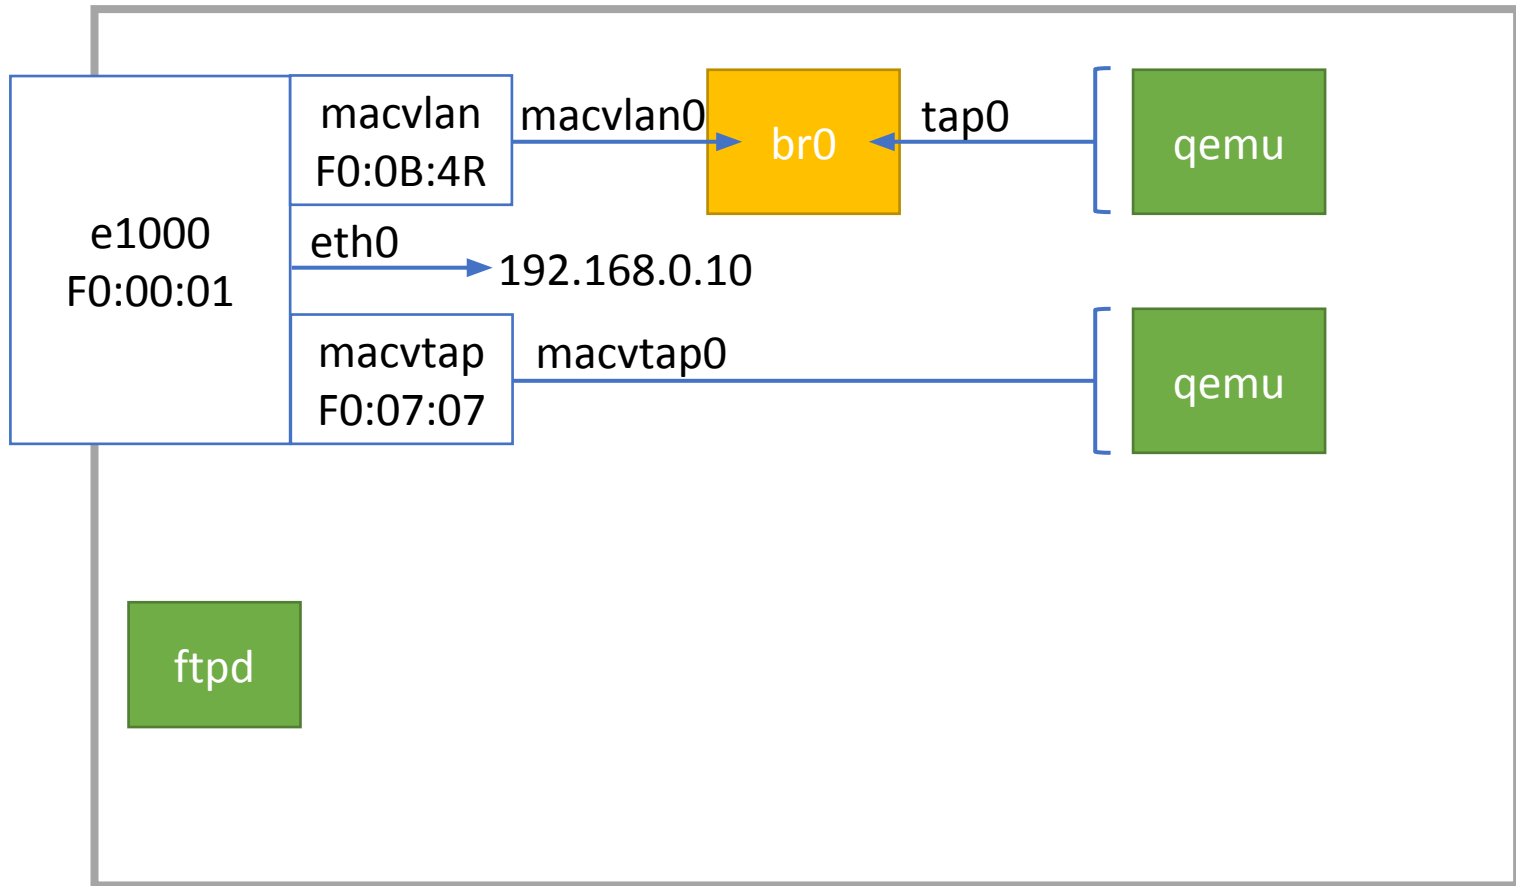 macvlan
F0:0B:4R
macvlan0
br0
tap0
qemu
e1000
F0:00:01
eth0
192.168.0.10
macvtap
F0:07:07
macvtap0
qemu
ftpd